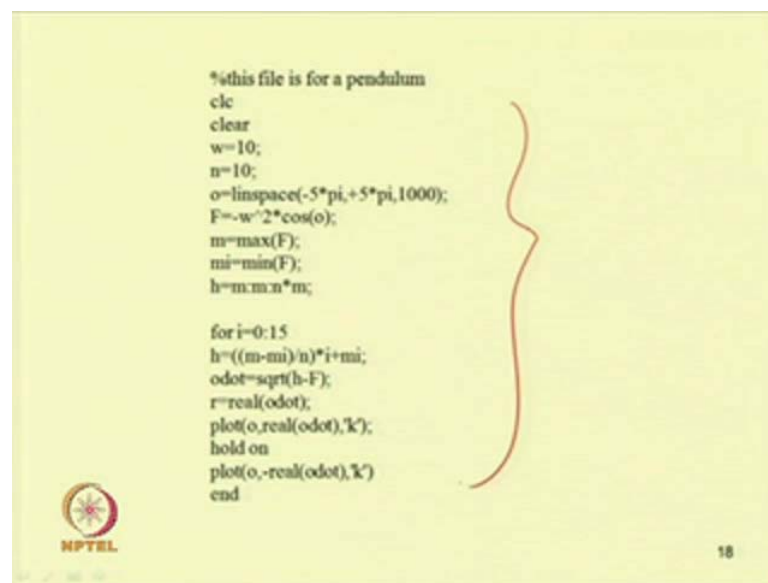 %this file is for a pendulum
clc
clear
w=10;
n=10;
o=linspace(-5*pi,+5*pi,1000);
F=-w^2*cos(o);
m=max(F);
mi=min(F);
h=m:m:n*m;
for i=0:15
h=((m-mi)/n)*i+mi;
odot=sqrt(h-F);
r=real(odot);
plot(o,real(odot),'k');
hold on
plot(o,-real(odot),'k')
end
NPTEL
18